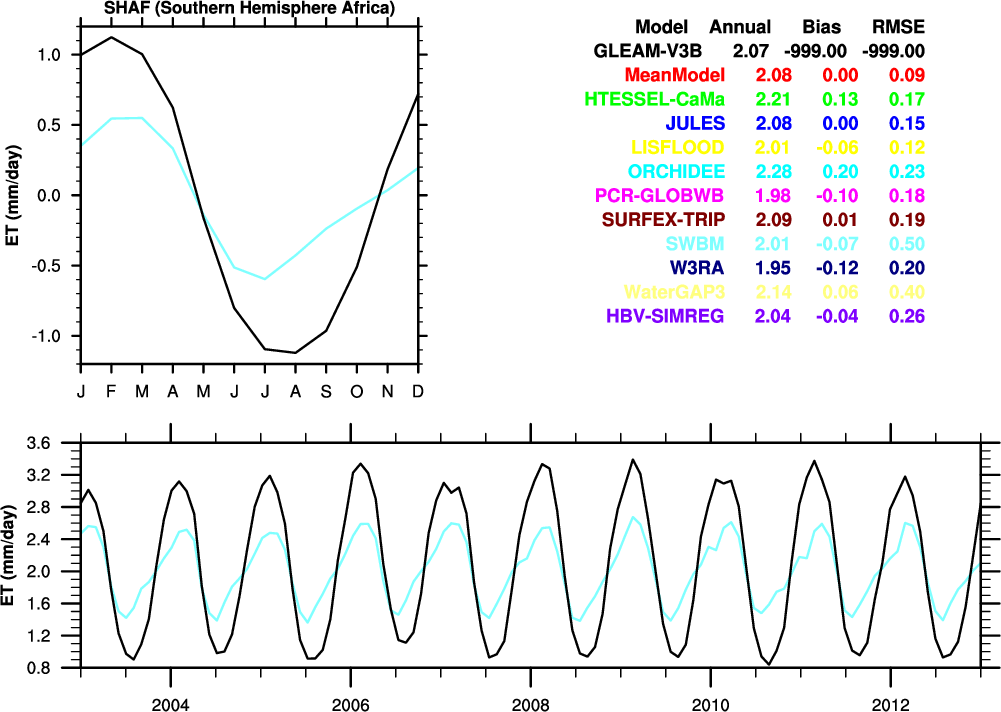 SHAF (Southern Hemisphere Africa)
1.0
0.5
0.0
-0.5
-1.0
ET (mm/day)
J F M A M J J A S O N D
Model Annual Bias RMSE
GLEAM-V3B 2.07 -999.00 -999.00
MeanModel 2.08 0.00 0.09
HTESSEL-CaMa 2.21 0.13 0.17
JULES 2.08 0.00 0.15
LISFLOOD 2.01 -0.06 0.12
ORCHIDEE 2.28 0.20 0.23
PCR-GLOBWB 1.98 -0.10 0.18
SURFEX-TRIP 2.09 0.01 0.19
SWBM 2.01 -0.07 0.50
W3RA 1.95 -0.12 0.20
WaterGAP3 2.14 0.06 0.40
HBV-SIMREG 2.04 -0.04 0.26
3.6
3.2
2.8
2.4
2.0
1.6
1.2
0.8
ET (mm/day)
2004 2006 2008 2010 2012